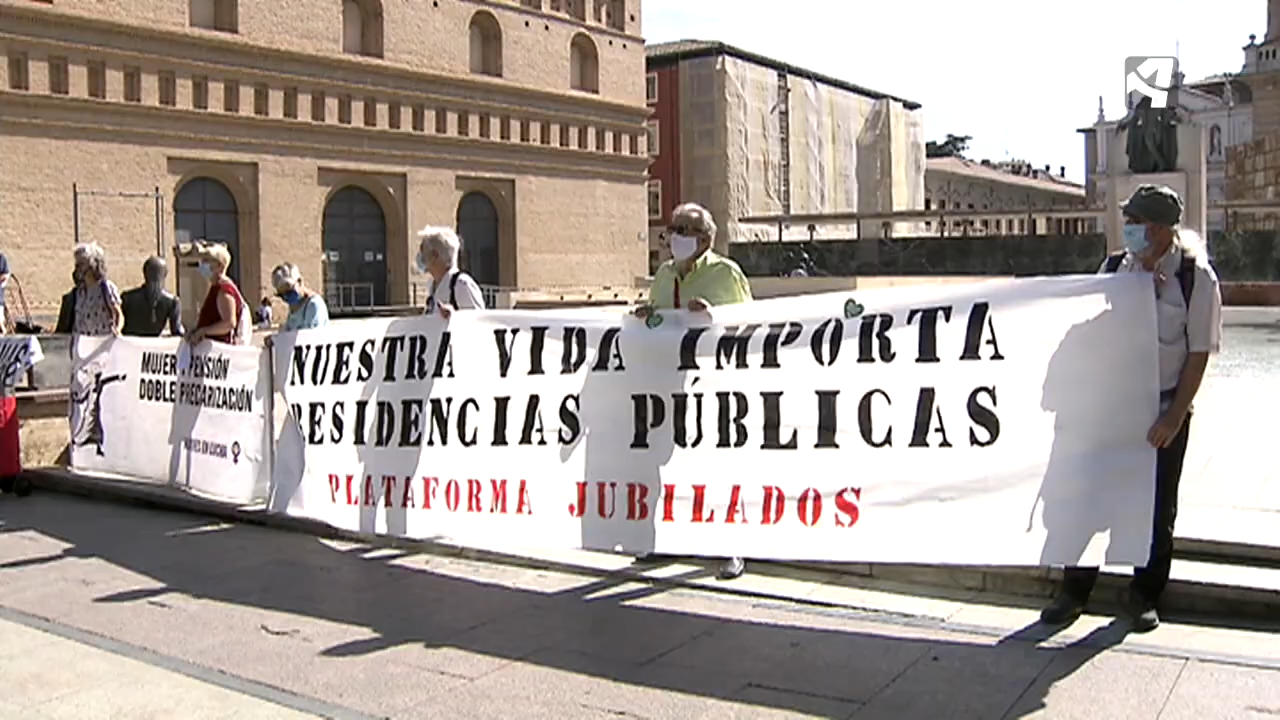 MUJER, PENSIÓN
DOBLE PRECARIZACIÓN
NUESTRA VIDA IMPORTA
RESIDENCIAS PÚBLICAS
PLATAFORMA JUBILADOS